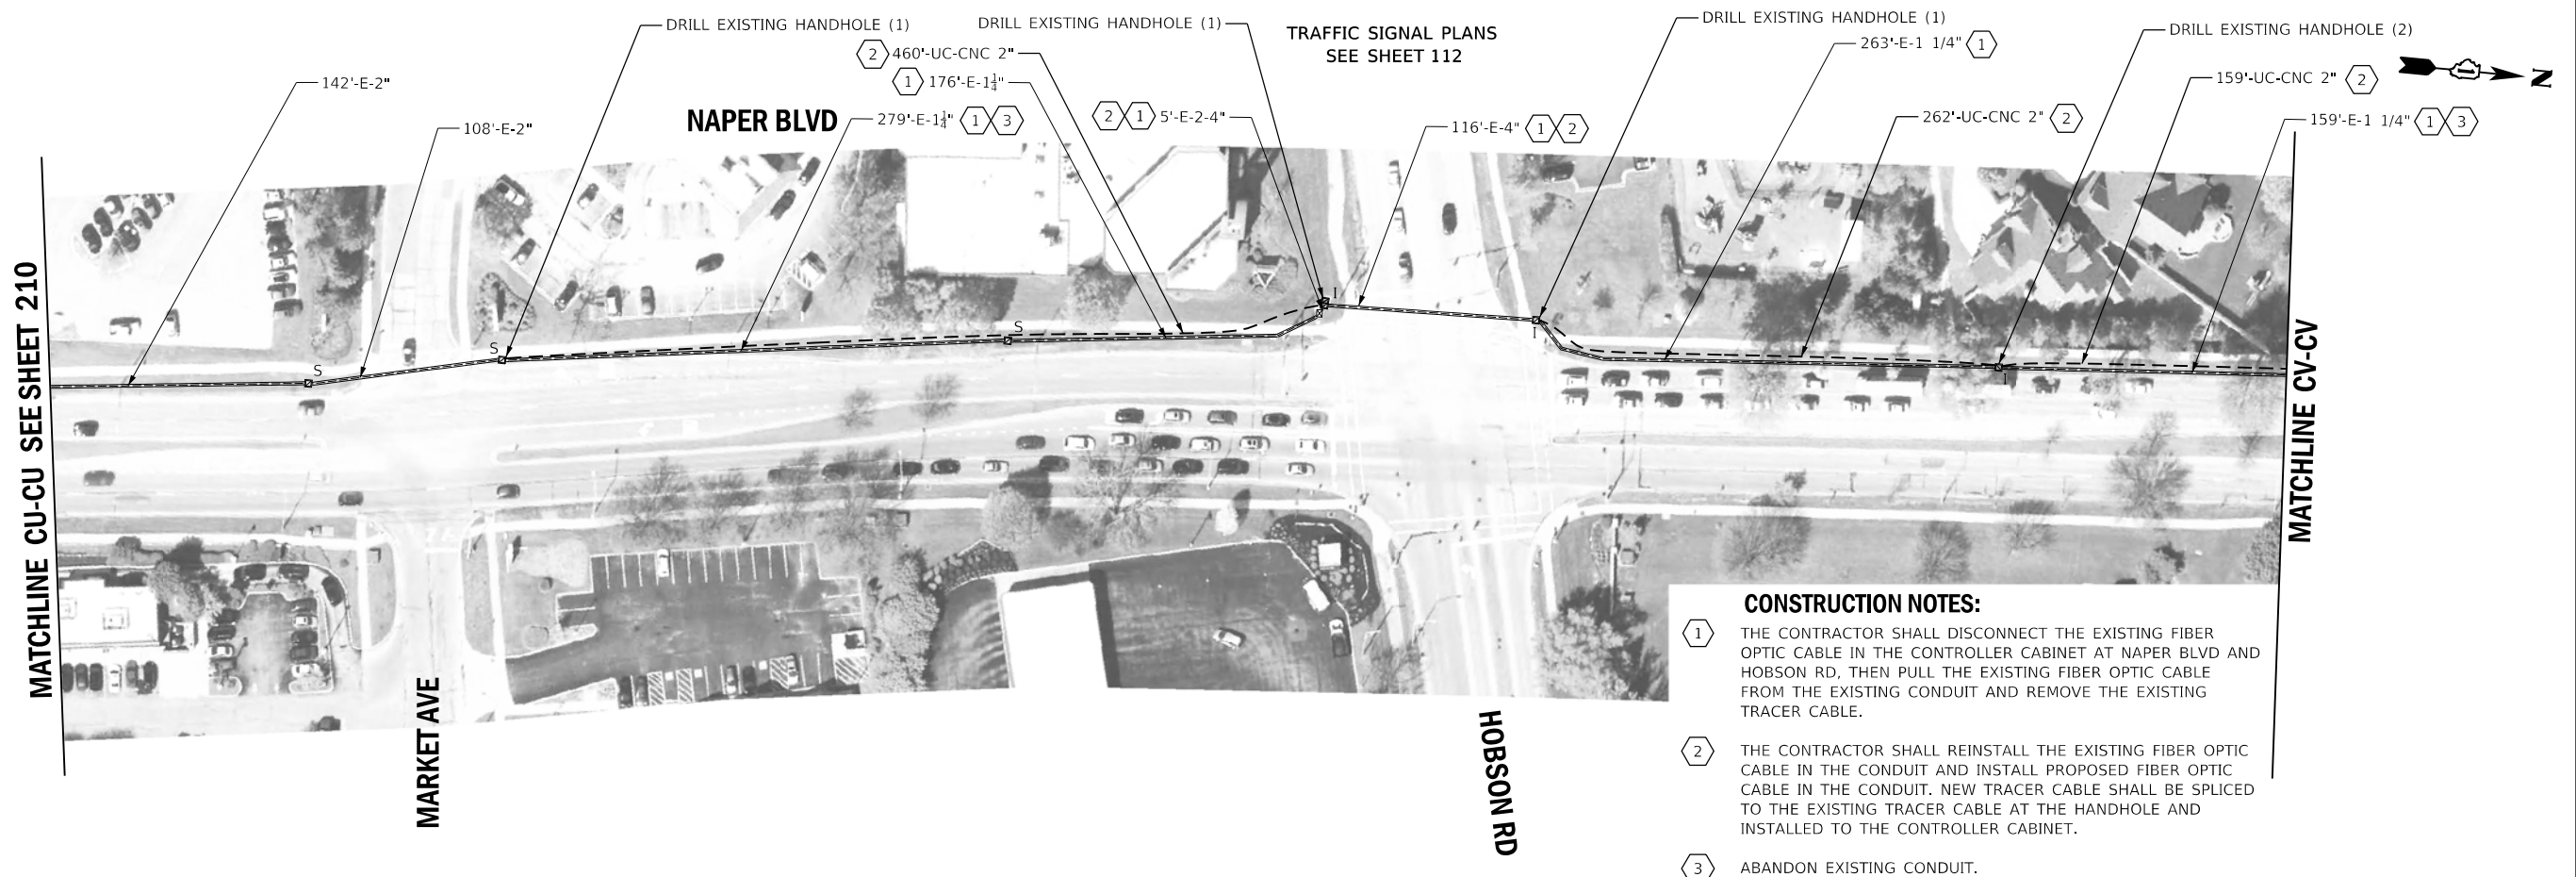 DRILL EXISTING HANDHOLE (1)
DRILL EXISTING HANDHOLE (1)
TRAFFIC SIGNAL PLANS
SEE SHEET 112
DRILL EXISTING HANDHOLE (1)
DRILL EXISTING HANDHOLE (2)
2 460'-UC-CNC 2"
263'-E-1 1/4" 1
142'-E-2"
1 176'-E-1¼"
159'-UC-CNC 2" 2
1
N
108'-E-2"
NAPER BLVD
279'-E-1¼" 1 3
2 1 5'-E-2-4"
116'-E-4" 1 2
262'-UC-CNC 2" 2
159'-E-1 1/4" 1 3
MATCHLINE CU-CU SEE SHEET 210
S
S
S
I
I
I
MATCHLINE CV-CV
MARKET AVE
HOBSON RD
CONSTRUCTION NOTES:
1 THE CONTRACTOR SHALL DISCONNECT THE EXISTING FIBER
OPTIC CABLE IN THE CONTROLLER CABINET AT NAPER BLVD AND
HOBSON RD, THEN PULL THE EXISTING FIBER OPTIC CABLE
FROM THE EXISTING CONDUIT AND REMOVE THE EXISTING
TRACER CABLE.
2 THE CONTRACTOR SHALL REINSTALL THE EXISTING FIBER OPTIC
CABLE IN THE CONDUIT AND INSTALL PROPOSED FIBER OPTIC
CABLE IN THE CONDUIT. NEW TRACER CABLE SHALL BE SPLICED
TO THE EXISTING TRACER CABLE AT THE HANDHOLE AND
INSTALLED TO THE CONTROLLER CABINET.
3 ABANDON EXISTING CONDUIT.